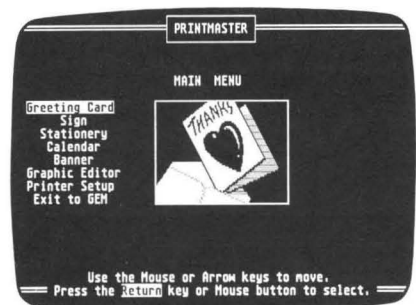 PRINTMASTER
MAIN MENU
Greeting Card
Sign
Stationery
Calendar
Banner
Graphic Editor
Printer Setup
Exit to GEM
THANKS
Use the Mouse or Arrow keys to move.
Press the Return key or Mouse button to select.